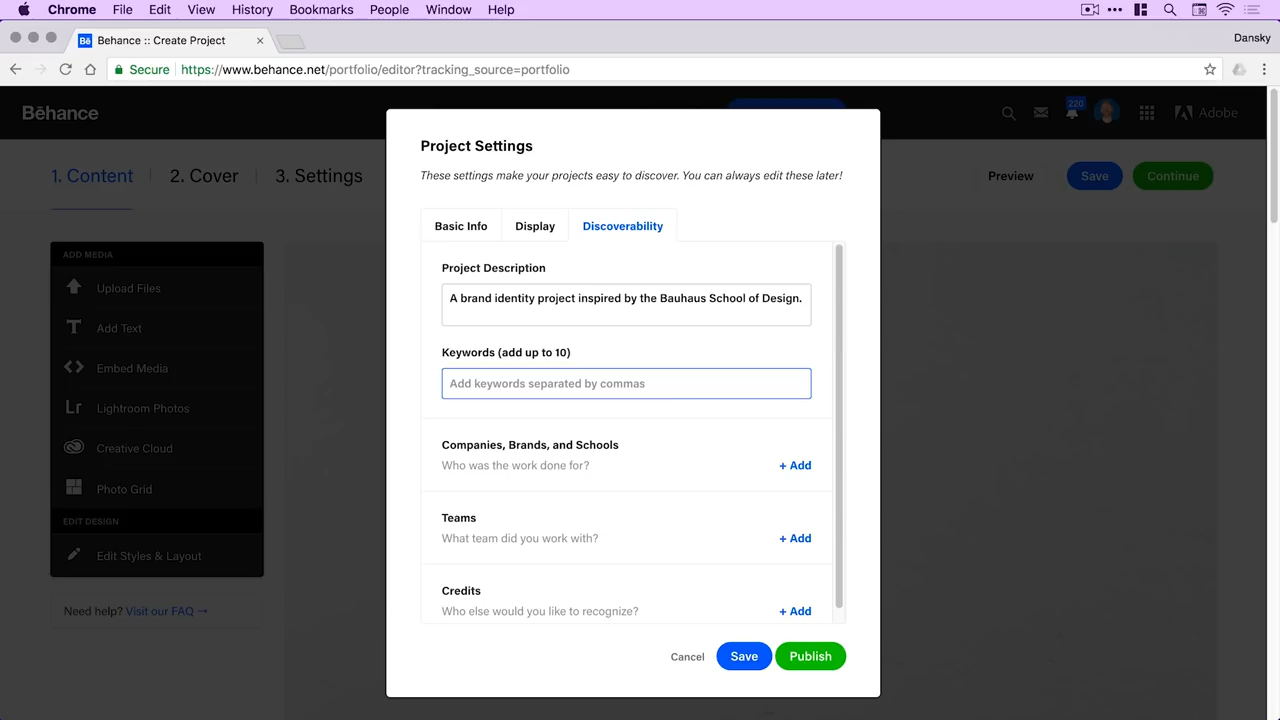 Chrome File Edit View History Bookmarks People Window Help
Bē Behance :: Create Project
Dansky
Secure https://www.behance.net/portfolio/editor?tracking_source=portfolio
Bēhance
220
Adobe
1. Content 2. Cover 3. Settings
Preview Save Continue
ADD MEDIA
Upload Files
Add Text
Embed Media
Lr Lightroom Photos
Creative Cloud
Photo Grid
EDIT DESIGN
Edit Styles & Layout
Need help? Visit our FAQ →
Project Settings
These settings make your projects easy to discover. You can always edit these later!
Basic Info Display Discoverability
Project Description
A brand identity project inspired by the Bauhaus School of Design.
Keywords (add up to 10)
Add keywords separated by commas
Companies, Brands, and Schools
Who was the work done for? + Add
Teams
What team did you work with? + Add
Credits
Who else would you like to recognize? + Add
Cancel Save Publish